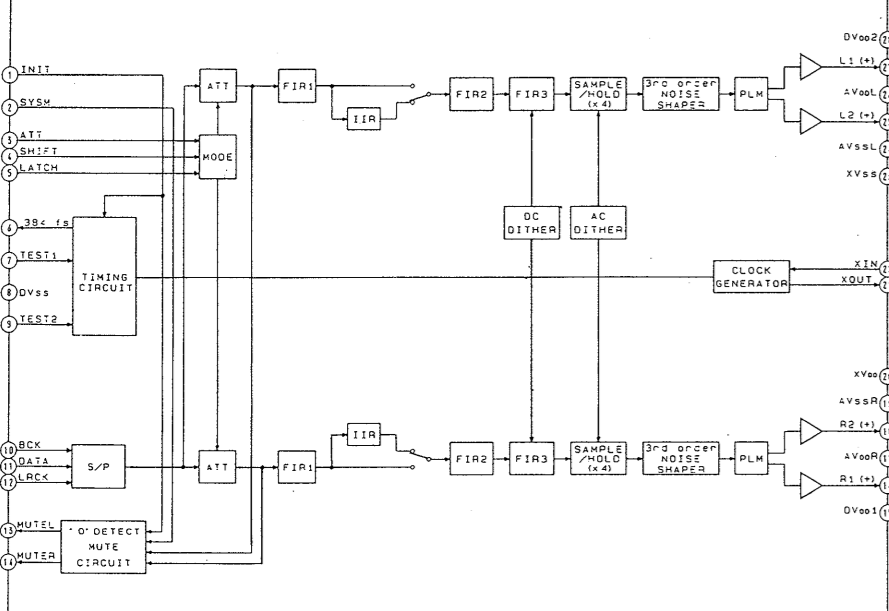 1 INIT
2 SYSM
3 ATT
4 SHIFT
5 LATCH
6 384 fs
7 TEST1
8 DVss
9 TEST2
10 BCK
11 DATA
12 LRCK
13 MUTEL
14 MUTER
ATT
MODE
TIMING
CIRCUIT
S/P
ATT
"0" DETECT
MUTE
CIRCUIT
FIR1
IIR
FIR2
FIR3
SAMPLE
/HOLD
(x 4)
3rd order
NOISE
SHAPER
PLM
DC
DITHER
AC
DITHER
CLOCK
GENERATOR
FIR1
IIR
FIR2
FIR3
SAMPLE
/HOLD
(x 4)
3rd order
NOISE
SHAPER
PLM
DVDD2
L1 (+)
AVDDL
L2 (+)
AVSSL
XVss
XIN
XOUT
XVDD
AVssR
R2 (+)
AVDDR
R1 (+)
DVDD1